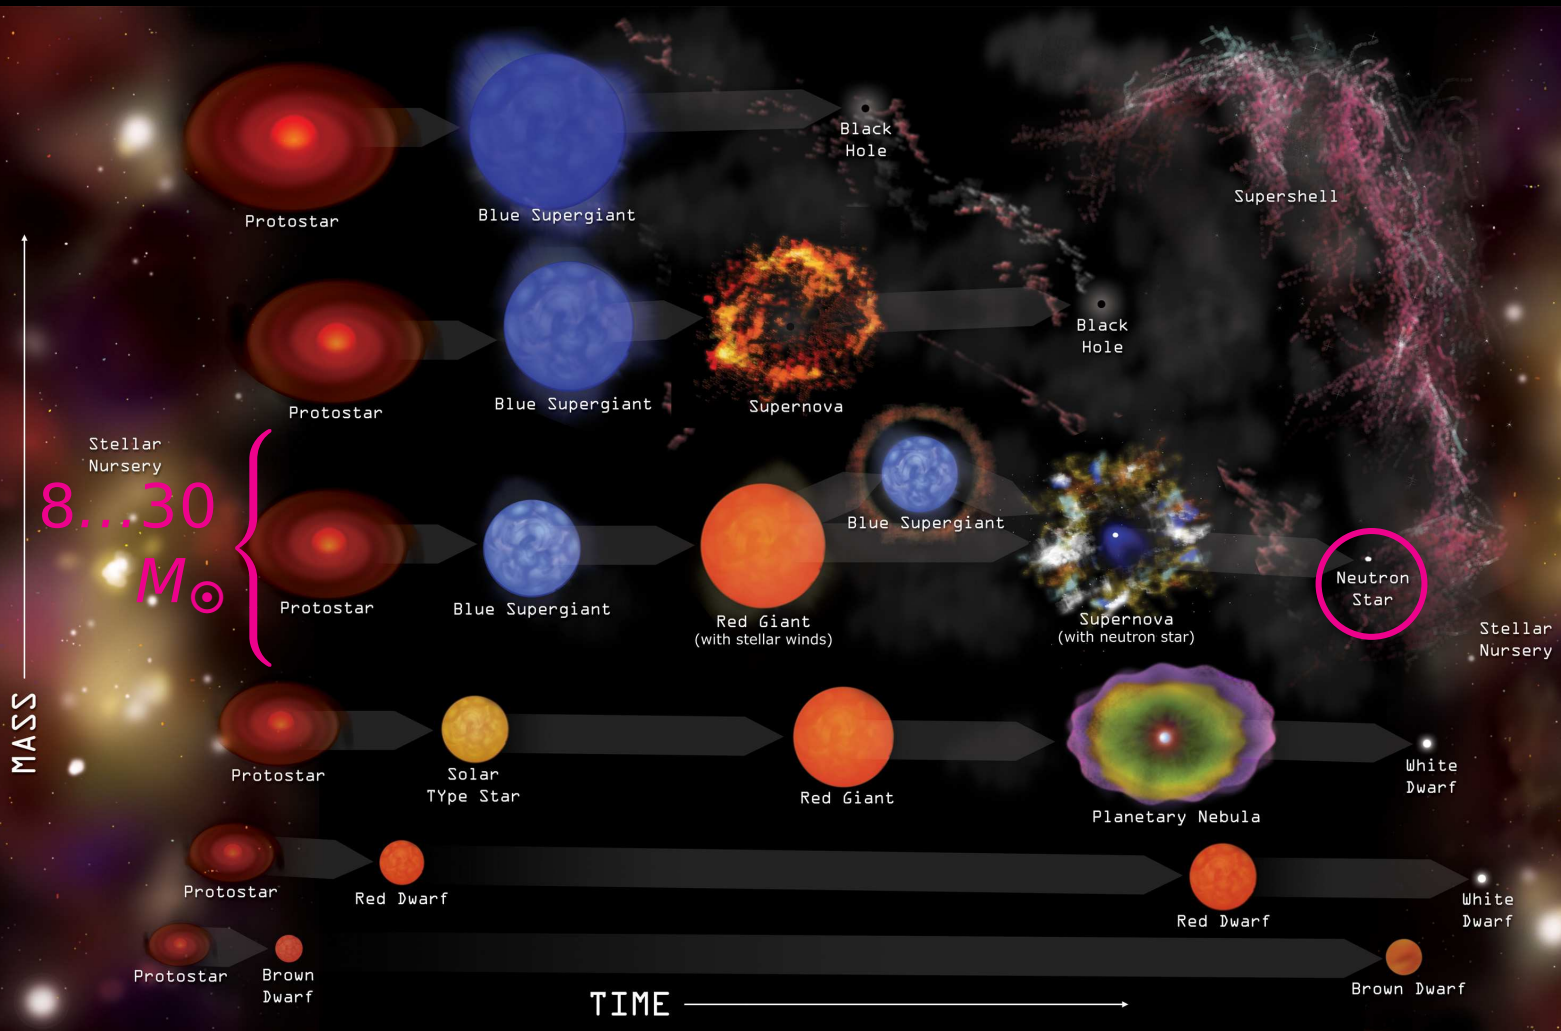 Protostar
Blue Supergiant
Black
Hole
Supershell
Protostar
Blue Supergiant
Supernova
Black
Hole
Stellar
Nursery
8...30
M☉
Protostar
Blue Supergiant
Red Giant
(with stellar winds)
Blue Supergiant
Supernova
(with neutron star)
Neutron
Star
Stellar
Nursery
MASS
Protostar
Solar
TYpe Star
Red Giant
Planetary Nebula
White
Dwarf
Protostar
Red Dwarf
Red Dwarf
White
Dwarf
Protostar
Brown
Dwarf
Brown Dwarf
TIME